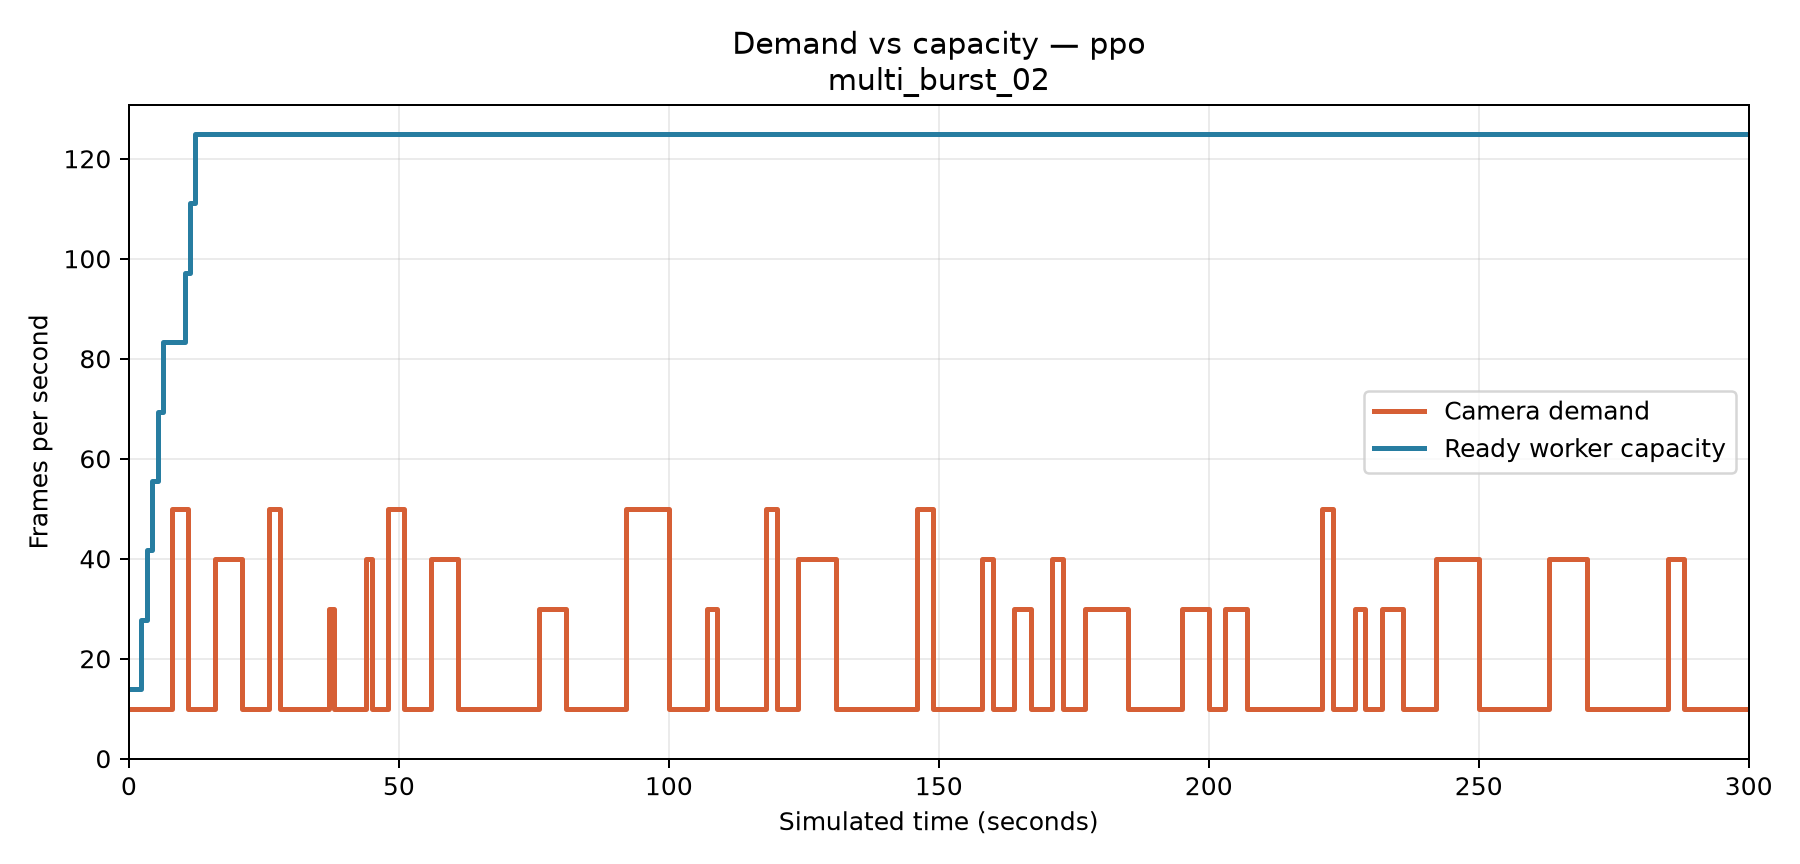 Demand vs capacity — ppo
multi_burst_02
Frames per second
120
100
80
60
40
20
0
Camera demand
Ready worker capacity
0 50 100 150 200 250 300
Simulated time (seconds)